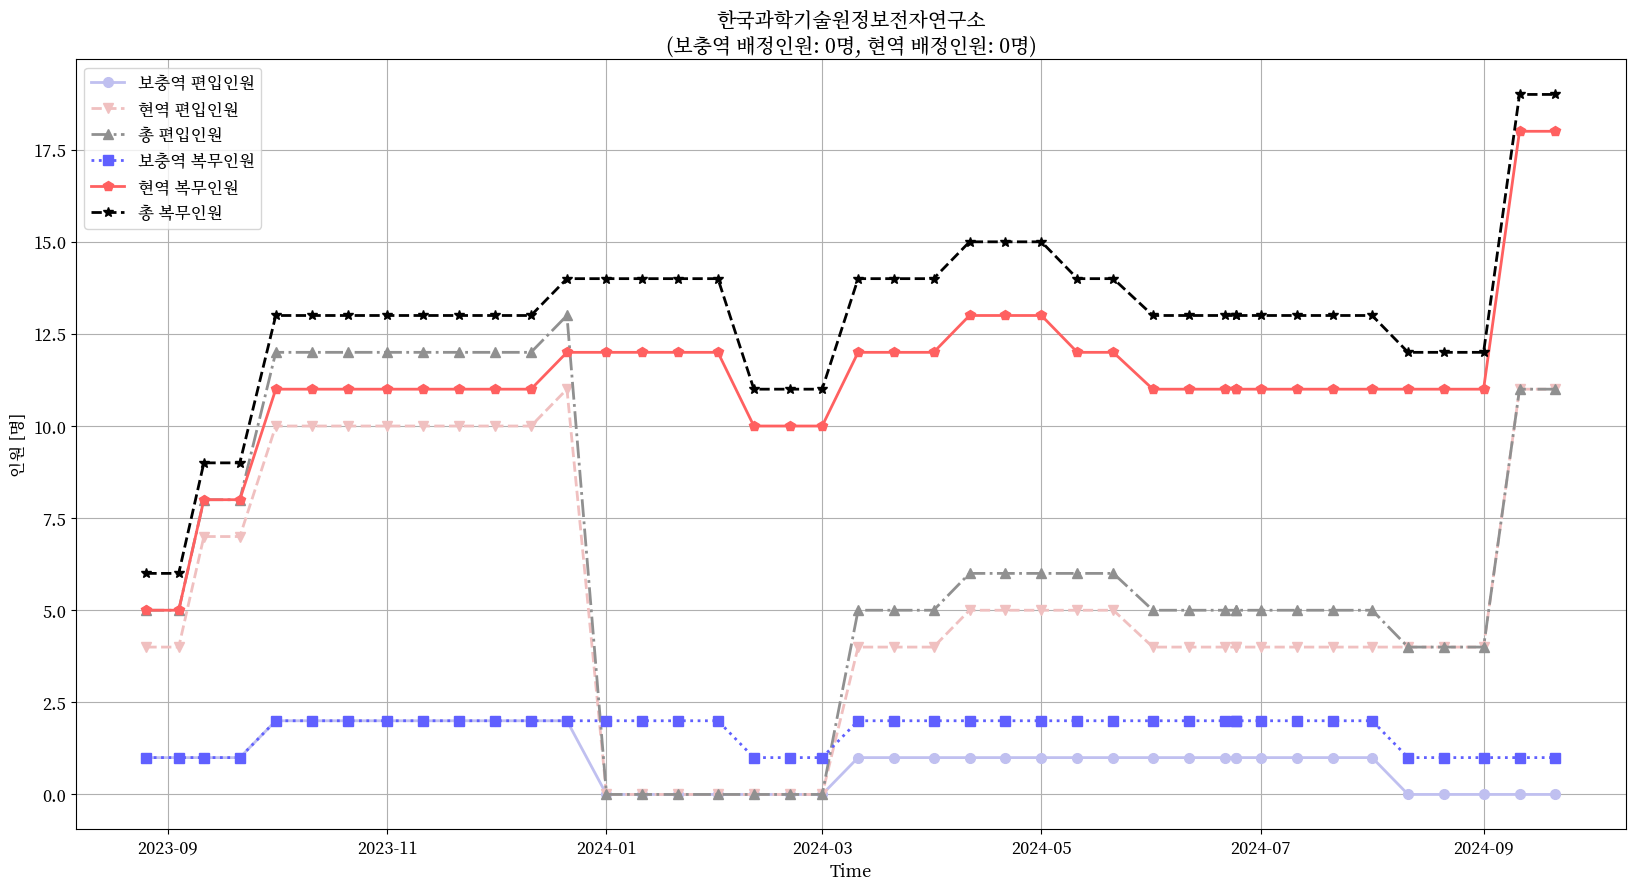 한국과학기술원정보전자연구소
(보충역 배정인원: 0명, 현역 배정인원: 0명)
보충역 편입인원
현역 편입인원
총 편입인원
보충역 복무인원
현역 복무인원
총 복무인원
인원 [명]
17.5
15.0
12.5
10.0
7.5
5.0
2.5
0.0
2023-09
2023-11
2024-01
2024-03
2024-05
2024-07
2024-09
Time